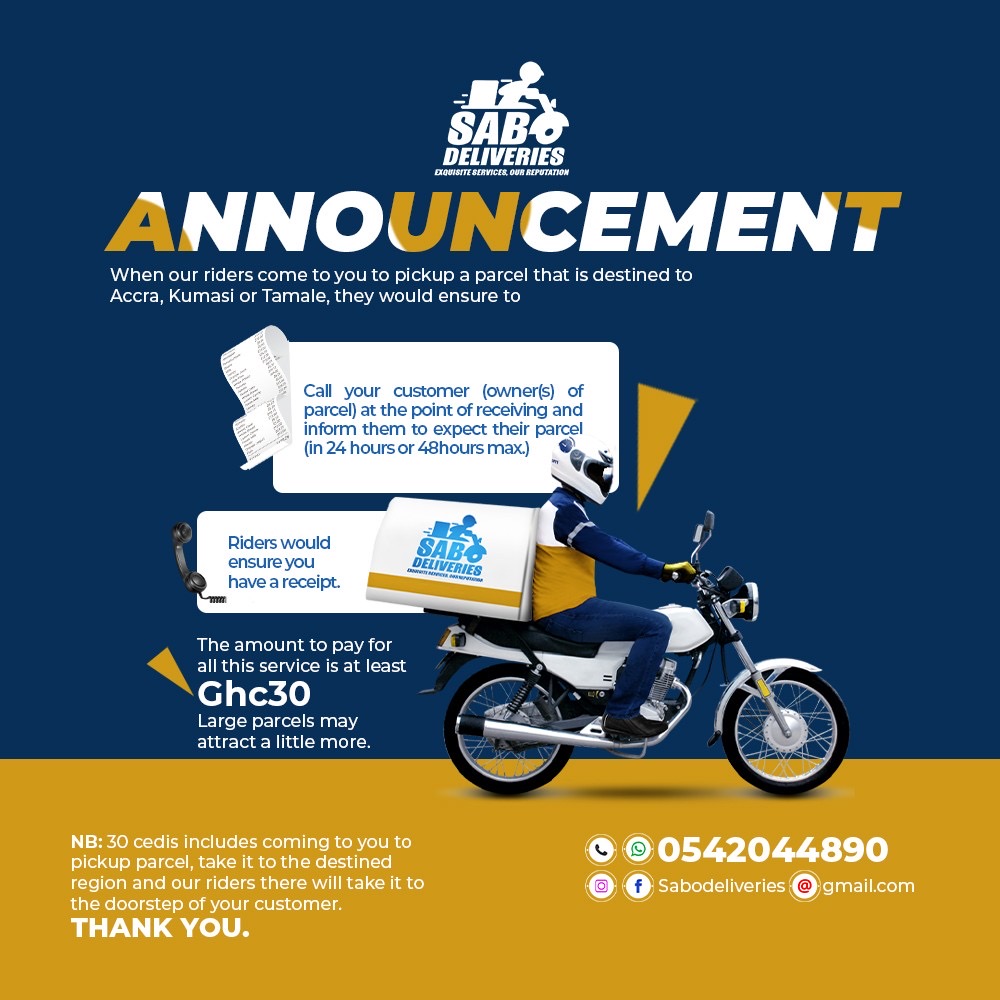 SABO
DELIVERIES
EXQUISITE SERVICES, OUR REPUTATION
ANNOUNCEMENT
When our riders come to you to pickup a parcel that is destined to
Accra, Kumasi or Tamale, they would ensure to
Call your customer (owner(s) of
parcel) at the point of receiving and
inform them to expect their parcel
(in 24 hours or 48hours max.)
Riders would
ensure you
have a receipt.
SABO
DELIVERIES
EXQUISITE SERVICES, OUR REPUTATION
The amount to pay for
all this service is at least
Ghc30
Large parcels may
attract a little more.
NB: 30 cedis includes coming to you to
pickup parcel, take it to the destined
region and our riders there will take it to
the doorstep of your customer.
THANK YOU.
0542044890
Sabodeliveries @ gmail.com